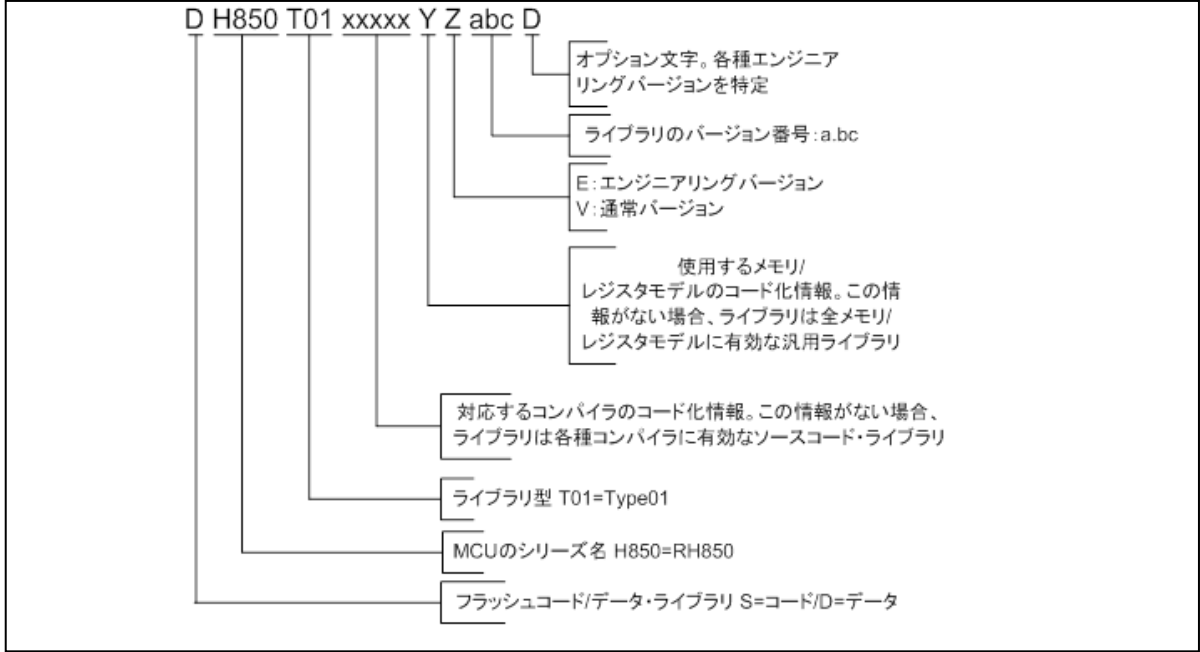 D H850 T01 xxxxx Y Z abc D
オプション文字。各種エンジニア
リングバージョンを特定
ライブラリのバージョン番号:a.bc
E:エンジニアリングバージョン
V:通常バージョン
使用するメモリ/
レジスタモデルのコード化情報。この情
報がない場合、ライブラリは全メモリ/
レジスタモデルに有効な汎用ライブラリ
対応するコンパイラのコード化情報。この情報がない場合、
ライブラリは各種コンパイラに有効なソースコード・ライブラリ
ライブラリ型 T01=Type01
MCUのシリーズ名 H850=RH850
フラッシュコード/データ・ライブラリ S=コード/D=データ